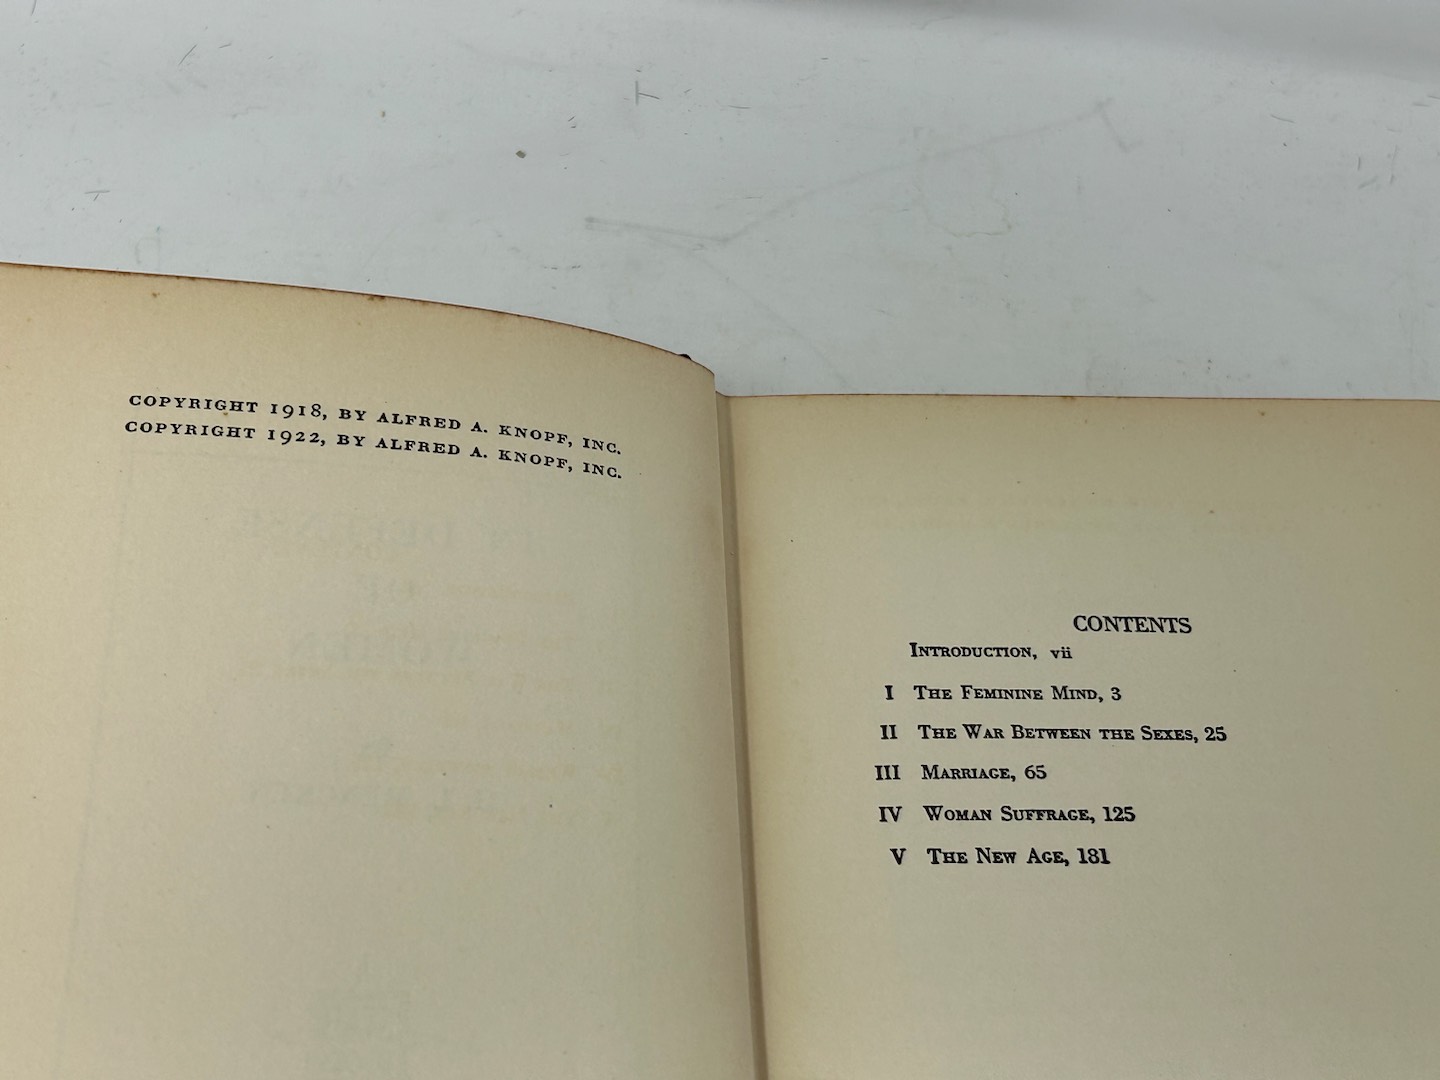 COPYRIGHT 1918, BY ALFRED A. KNOPF, INC.
COPYRIGHT 1922, BY ALFRED A. KNOPF, INC.
CONTENTS
INTRODUCTION, vii
I THE FEMININE MIND, 3
II THE WAR BETWEEN THE SEXES, 25
III MARRIAGE, 65
IV WOMAN SUFFRAGE, 125
V THE NEW AGE, 181